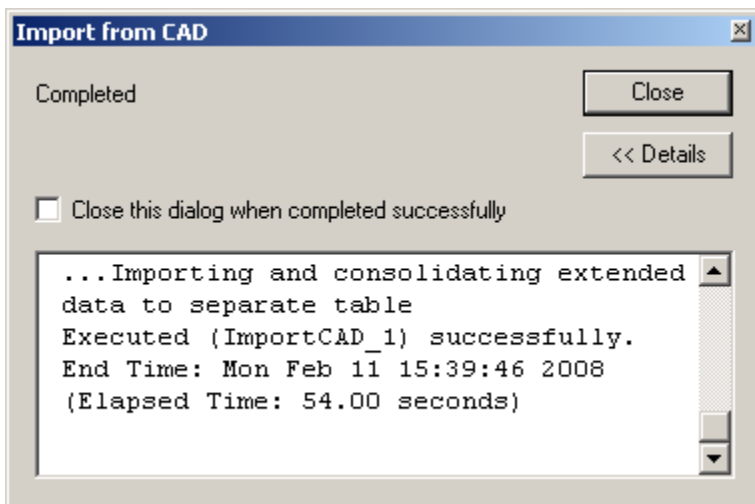 Import from CAD
Completed
Close
<< Details
Close this dialog when completed successfully
...Importing and consolidating extended
data to separate table
Executed (ImportCAD_1) successfully.
End Time: Mon Feb 11 15:39:46 2008
(Elapsed Time: 54.00 seconds)